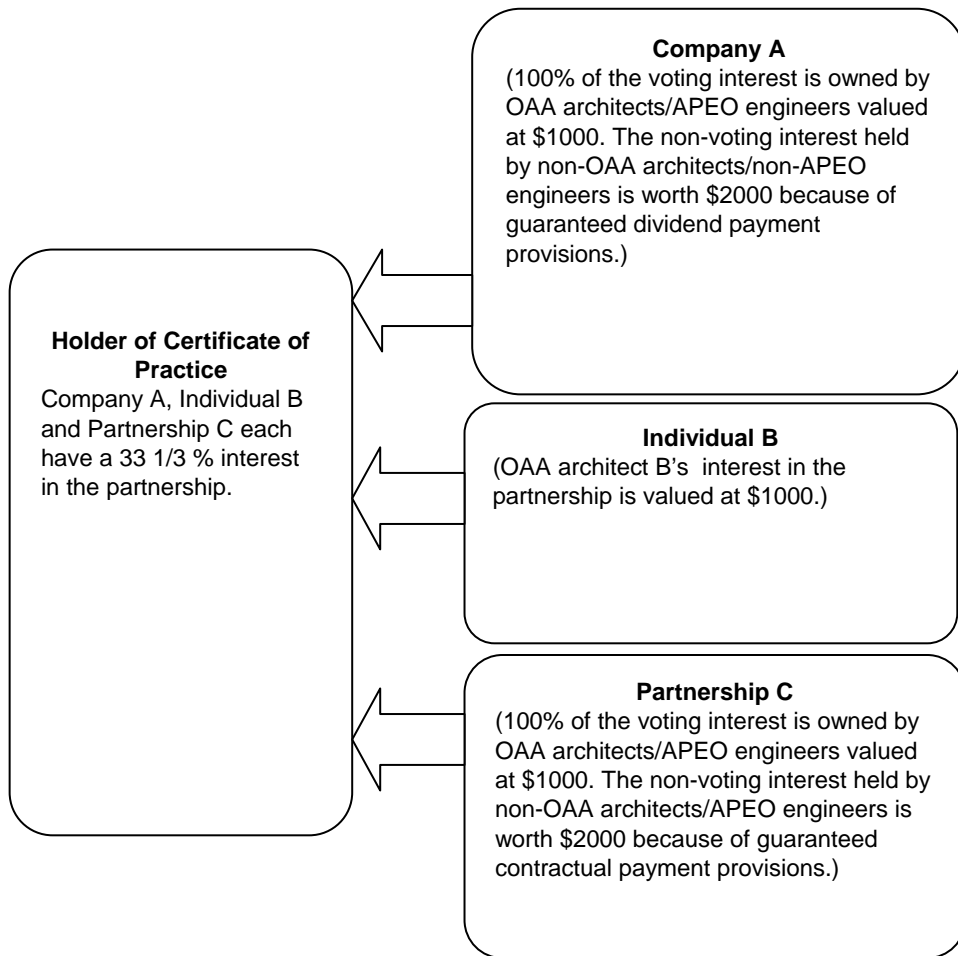 Company A
(100% of the voting interest is owned by
OAA architects/APEO engineers valued
at $1000. The non-voting interest held
by non-OAA architects/non-APEO
engineers is worth $2000 because of
guaranteed dividend payment
provisions.)
Holder of Certificate of
Practice
Company A, Individual B
and Partnership C each
have a 33 1/3 % interest
in the partnership.
Individual B
(OAA architect B’s  interest in the
partnership is valued at $1000.)
Partnership C
(100% of the voting interest is owned by
OAA architects/APEO engineers valued
at $1000. The non-voting interest held by
non-OAA architects/APEO engineers is
worth $2000 because of guaranteed
contractual payment provisions.)